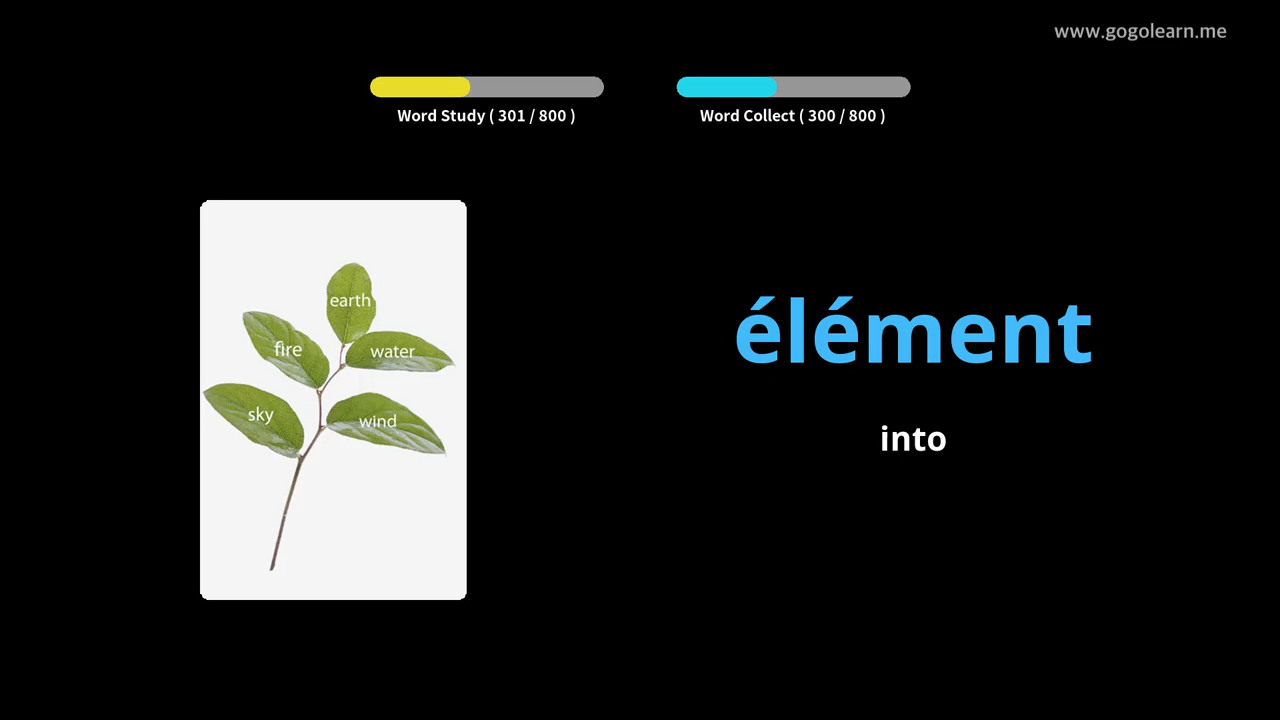 www.gogolearn.me
Word Study ( 301 / 800 )
Word Collect ( 300 / 800 )
earth
fire
water
sky
wind
élément
into